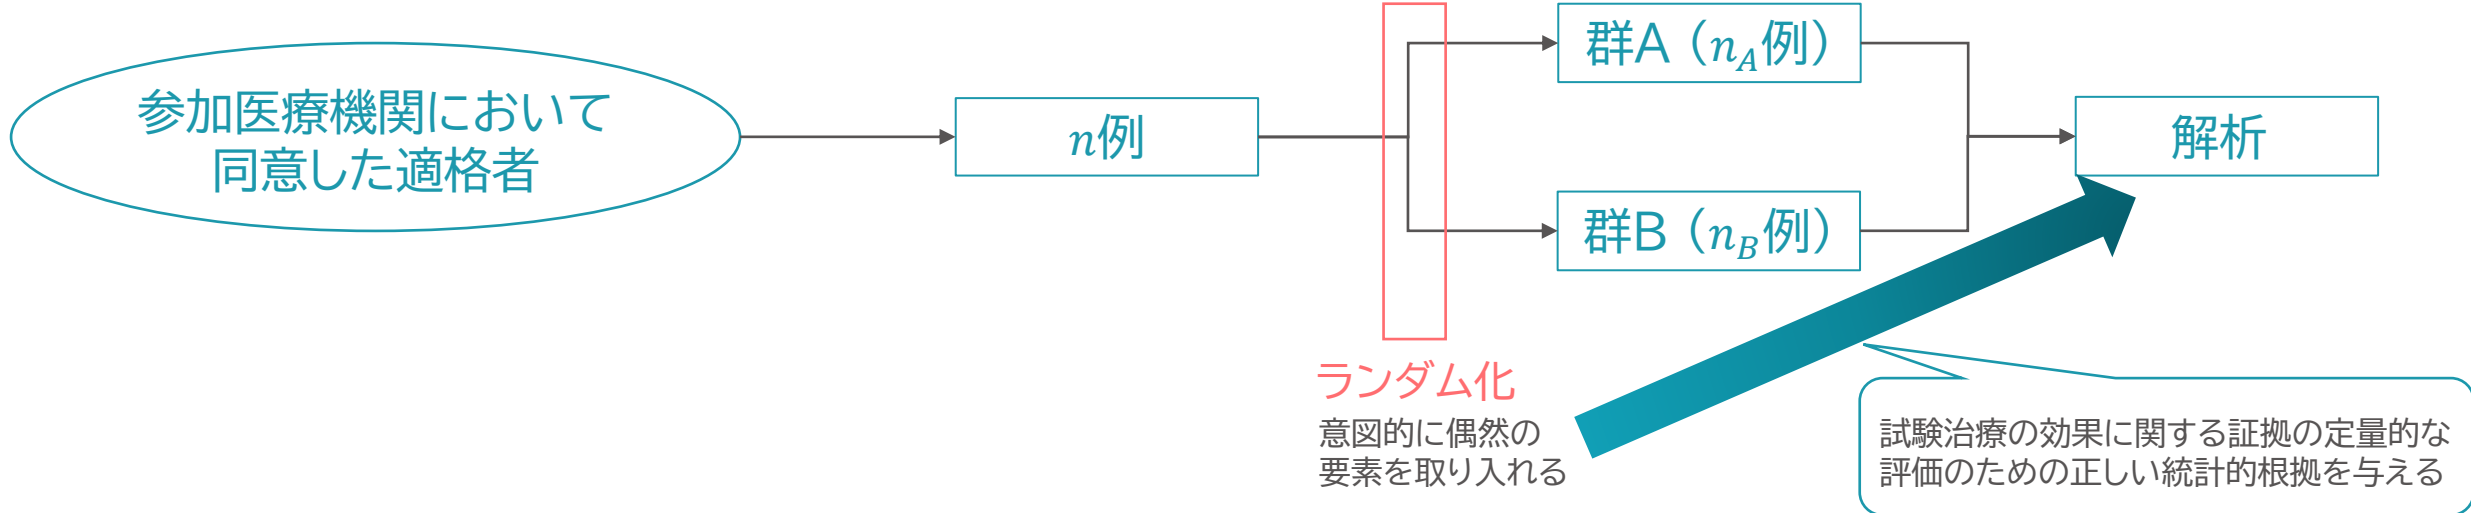 参加医療機関において
同意した適格者
n例
群A（n_A例）
群B（n_B例）
解析
ランダム化
意図的に偶然の
要素を取り入れる
試験治療の効果に関する証拠の定量的な
評価のための正しい統計的根拠を与える